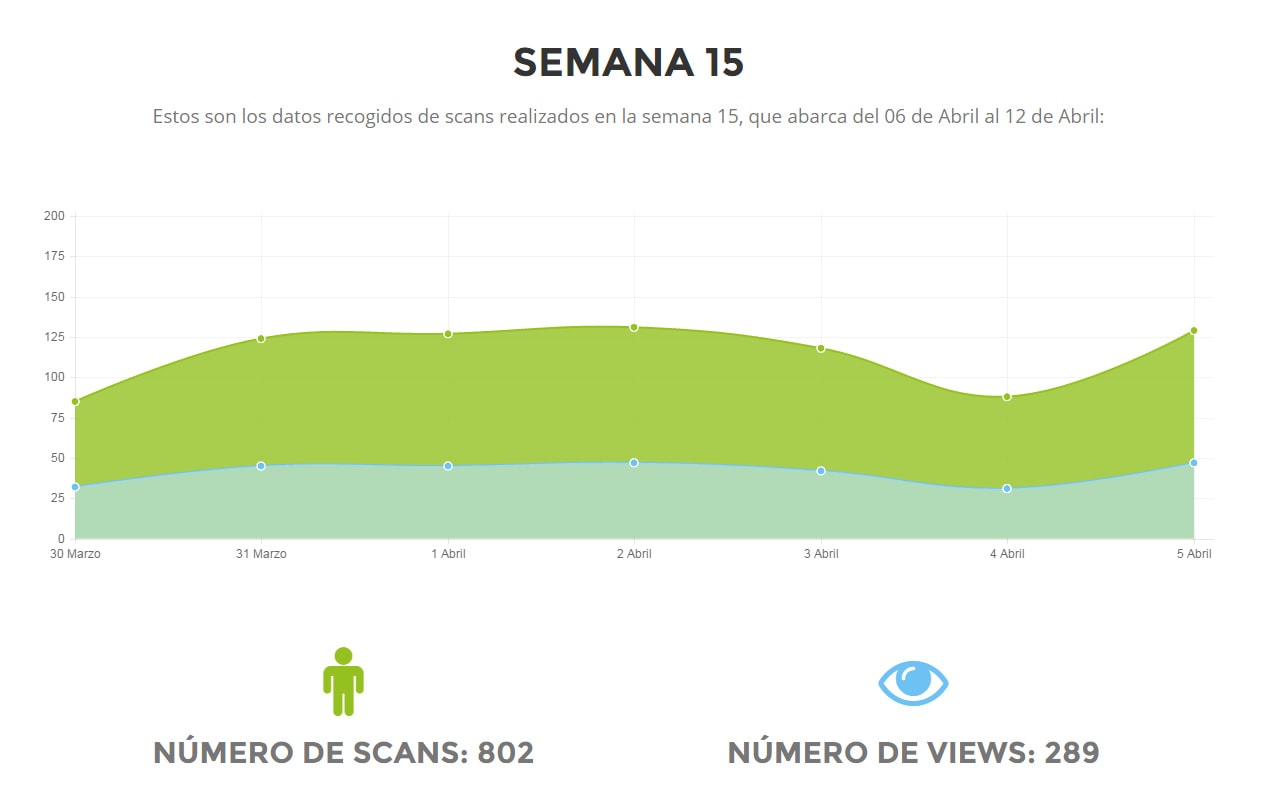 SEMANA 15
Estos son los datos recogidos de scans realizados en la semana 15, que abarca del 06 de Abril al 12 de Abril:
200
175
150
125
100
75
50
25
0
30 Marzo 31 Marzo 1 Abril 2 Abril 3 Abril 4 Abril 5 Abril
NÚMERO DE SCANS: 802 NÚMERO DE VIEWS: 289